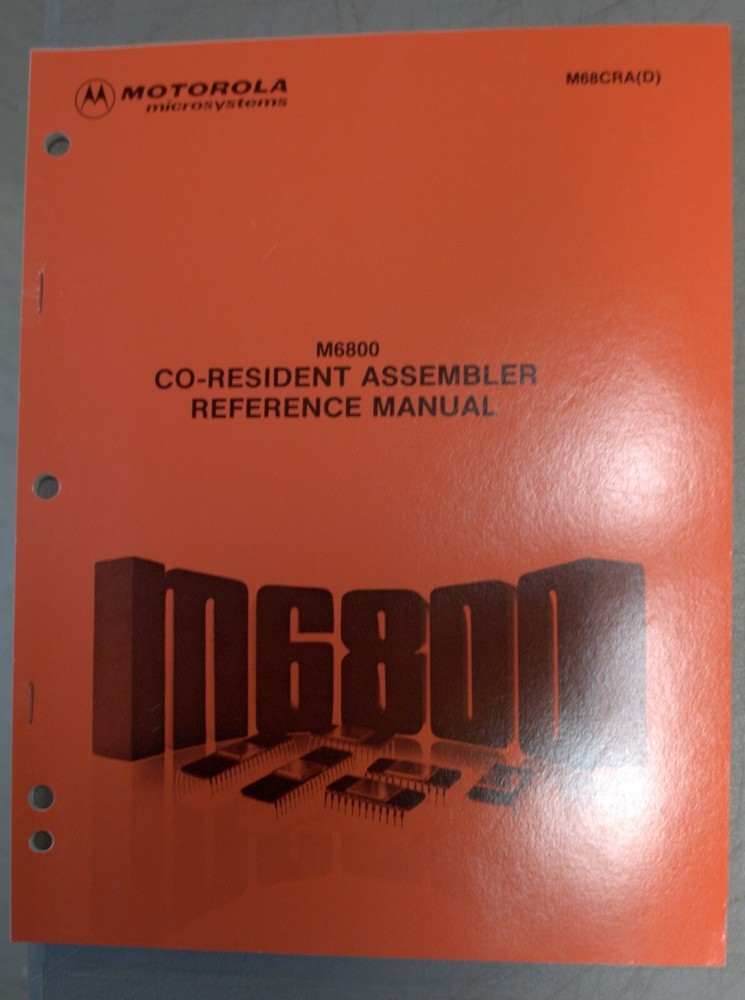 MOTOROLA
microsystems
M68CRA(D)
M6800
CO-RESIDENT ASSEMBLER
REFERENCE MANUAL
M6800